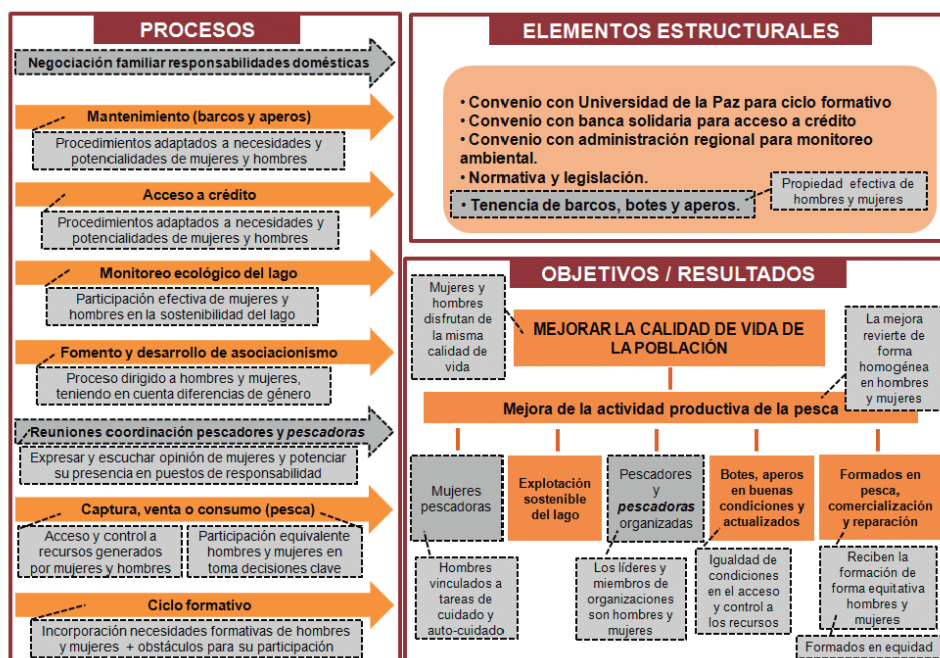 PROCESOS
Negociación familiar responsabilidades domésticas
Mantenimiento (barcos y aperos)
Procedimientos adaptados a necesidades y
potencialidades de mujeres y hombres
Acceso a crédito
Procedimientos adaptados a necesidades y
potencialidades de mujeres y hombres
Monitoreo ecológico del lago
Participación efectiva de mujeres y
hombres en la sostenibilidad del lago
Fomento y desarrollo de asociacionismo
Proceso dirigido a hombres y mujeres,
teniendo en cuenta diferencias de género
Reuniones coordinación pescadores y pescadoras
Expresar y escuchar opinión de mujeres y potenciar
su presencia en puestos de responsabilidad
Captura, venta o consumo (pesca)
Acceso y control a
recursos generados
por mujeres y hombres
Participación equivalente
hombres y mujeres en
toma decisiones clave
Ciclo formativo
Incorporación necesidades formativas de hombres
y mujeres + obstáculos para su participación
ELEMENTOS ESTRUCTURALES
• Convenio con Universidad de la Paz para ciclo formativo
• Convenio con banca solidaria para acceso a crédito
• Convenio con administración regional para monitoreo
ambiental.
• Normativa y legislación.
• Tenencia de barcos, botes y aperos.
Propiedad efectiva de
hombres y mujeres
OBJETIVOS / RESULTADOS
Mujeres y
hombres
disfrutan de
la misma
calidad de
vida
MEJORAR LA CALIDAD DE VIDA DE
LA POBLACIÓN
La mejora
revierte de
forma
homogénea
en hombres
y mujeres
Mejora de la actividad productiva de la pesca
Mujeres
pescadoras
Explotación
sostenible
del lago
Pescadores
y
pescadoras
organizadas
Botes, aperos
en buenas
condiciones y
actualizados
Formados en
pesca,
comercialización
y reparación
Hombres
vinculados a
tareas de
cuidado y
auto-cuidado
Los líderes y
miembros de
organizaciones
son hombres y
mujeres
Igualdad de
condiciones
en el acceso
y control a
los recursos
Reciben la
formación de
forma equitativa
hombres y
mujeres
Formados en equidad